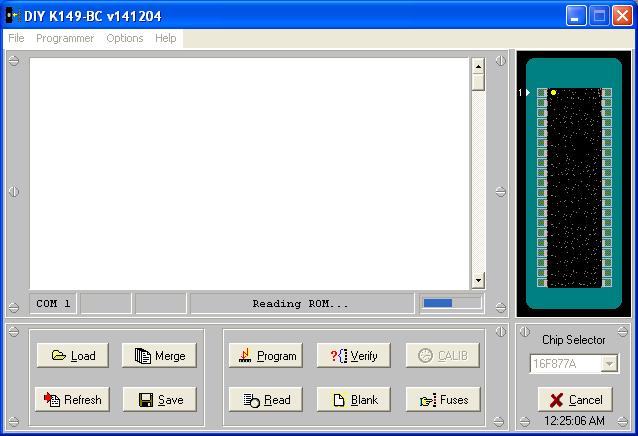 DIY K149-BC v141204
File Programmer Options Help
1
COM 1 Reading ROM...
Load Merge Program Verify CALIB
Refresh Save Read Blank Fuses
Chip Selector
16F877A
Cancel
12:25:06 AM